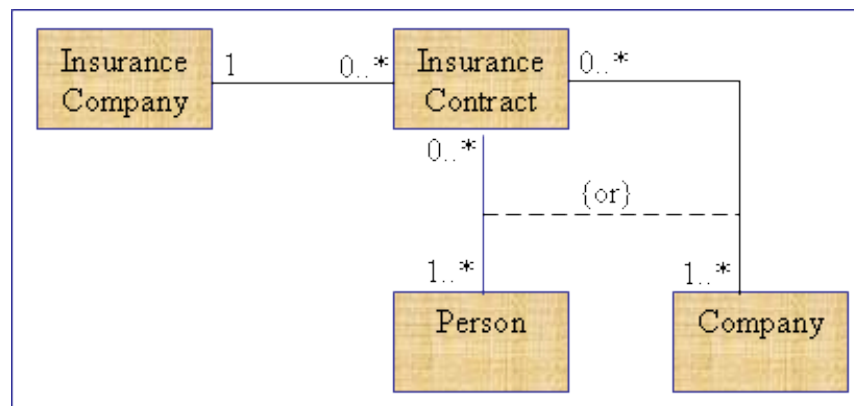 Insurance
Company
1
0..*
Insurance
Contract
0..*
0..*
{or}
1..*
1..*
Person
Company